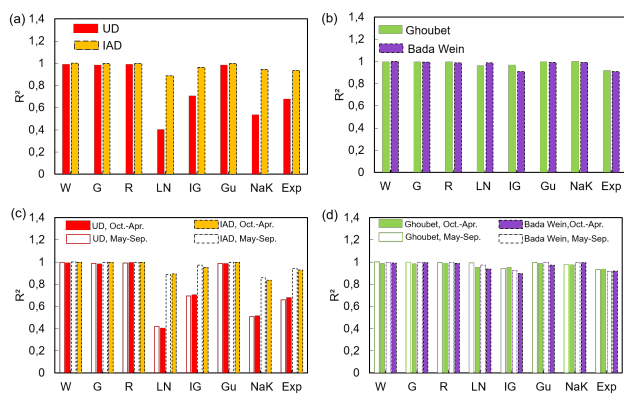 (a)
1,4
1,2
1
0,8
0,6
0,4
0,2
0
R²
UD
IAD
W G R LN IG Gu NaK Exp
(b)
1,4
1,2
1
0,8
0,6
0,4
0,2
0
R²
Ghoubet
Bada Wein
W G R LN IG Gu NaK Exp
(c)
1,4
1,2
1
0,8
0,6
0,4
0,2
0
R²
UD, Oct.-Apr. IAD, Oct.-Apr.
UD, May-Sep. IAD, May-Sep.
W G R LN IG Gu NaK Exp
(d)
1,4
1,2
1
0,8
0,6
0,4
0,2
0
R²
Ghoubet, Oct.-Apr. Bada Wein,Oct.-Apr.
Ghoubet, May-Sep. Bada Wein, May-Sep.
W G R LN IG Gu NaK Exp